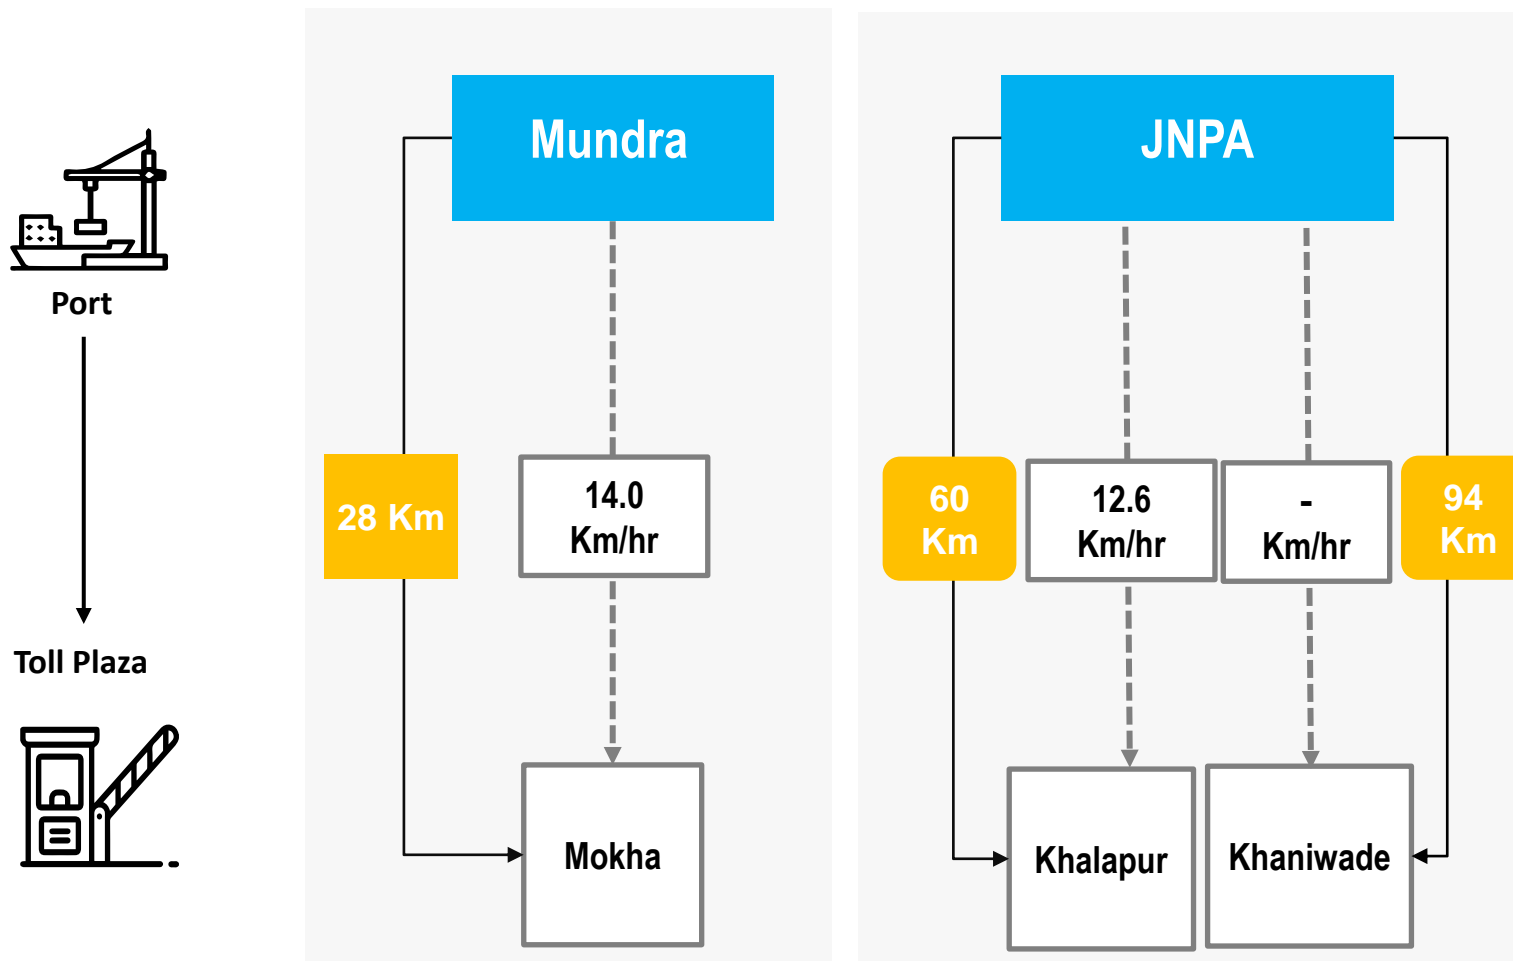 Port
Toll Plaza
Mundra
28 Km
14.0
Km/hr
Mokha
JNPA
60
Km
12.6
Km/hr
-
Km/hr
94
Km
Khalapur
Khaniwade